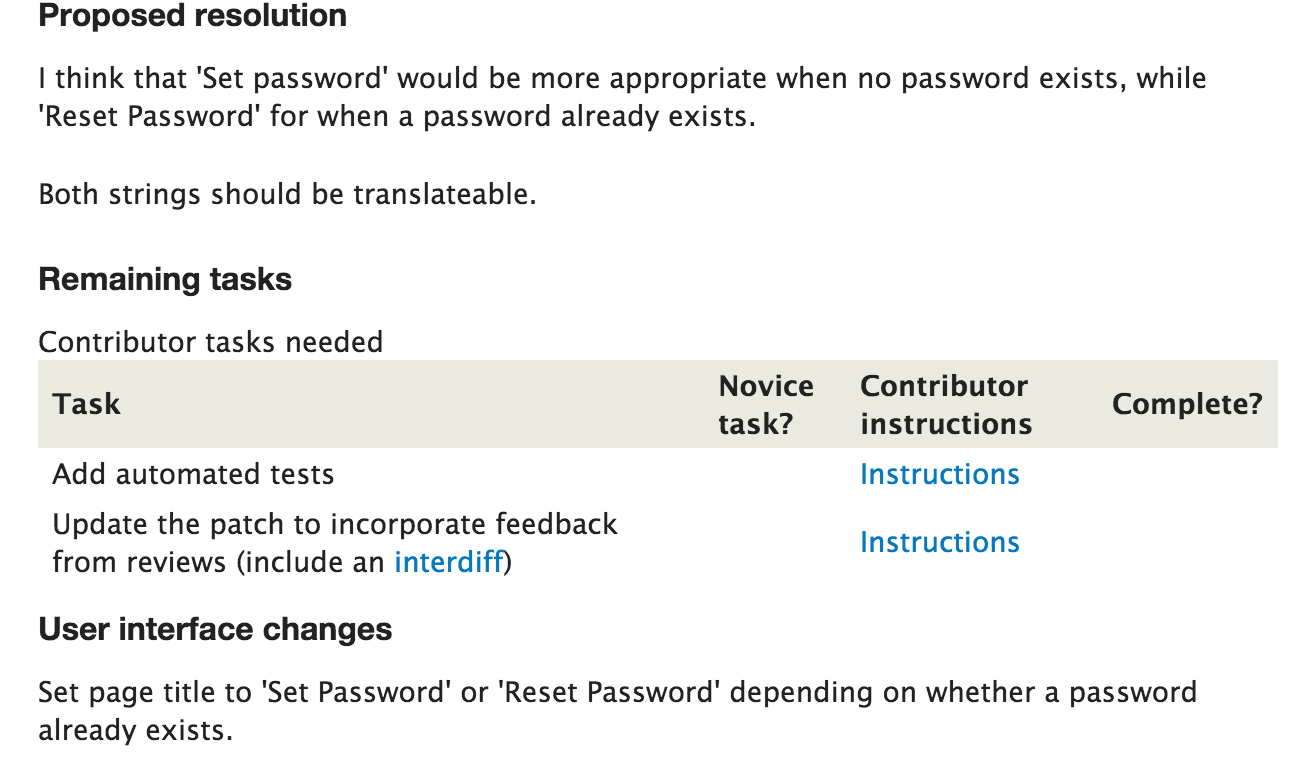 Proposed resolution
I think that 'Set password' would be more appropriate when no password exists, while
'Reset Password' for when a password already exists.
Both strings should be translateable.
Remaining tasks
Contributor tasks needed
Task
Novice
task?
Contributor
instructions
Complete?
Add automated tests
Instructions
Update the patch to incorporate feedback
from reviews (include an interdiff)
Instructions
User interface changes
Set page title to 'Set Password' or 'Reset Password' depending on whether a password
already exists.